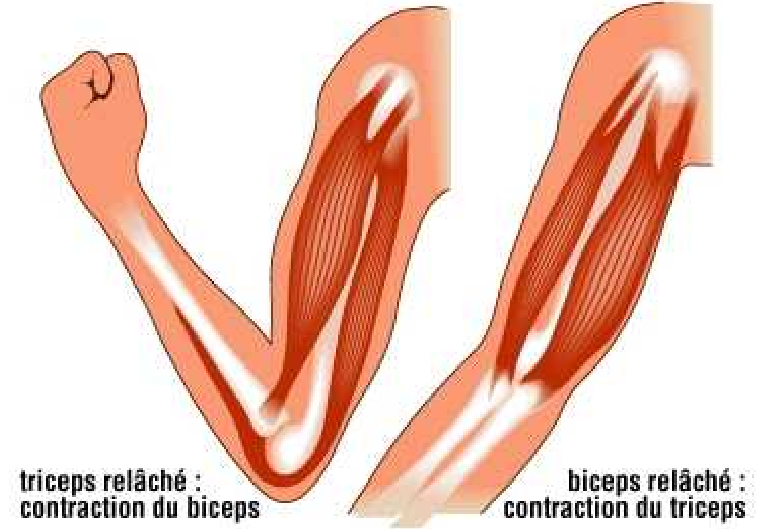 triceps relâché :
contraction du biceps
biceps relâché :
contraction du triceps